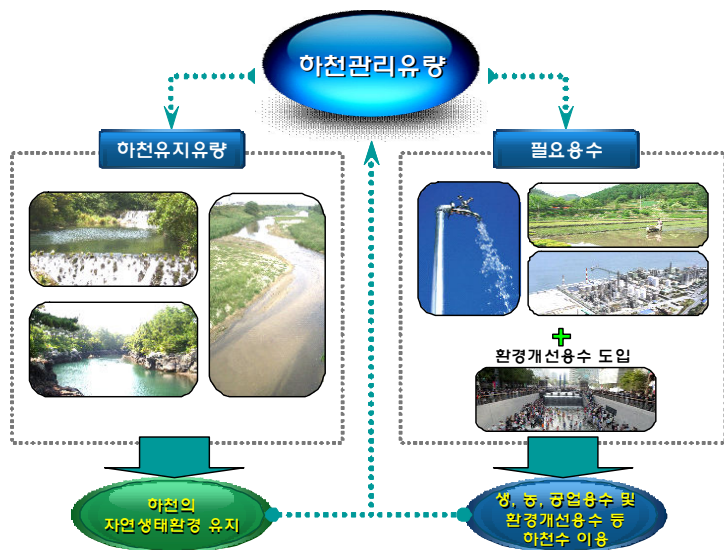 하천관리유량
하천유지유량
필요용수
환경개선용수 도입
하천의
자연생태환경 유지
생, 농, 공업용수 및
환경개선용수 등
하천수 이용